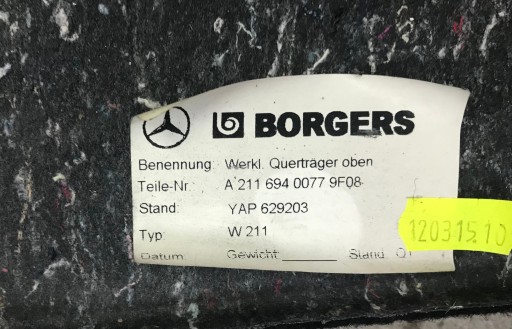 BORGERS
Benennung: Werkl. Querträger oben
Teile-Nr.: A 211 694 0077 9F08
Stand: YAP 629203
Typ: W 211
Datum Gewicht Stand.
12031510